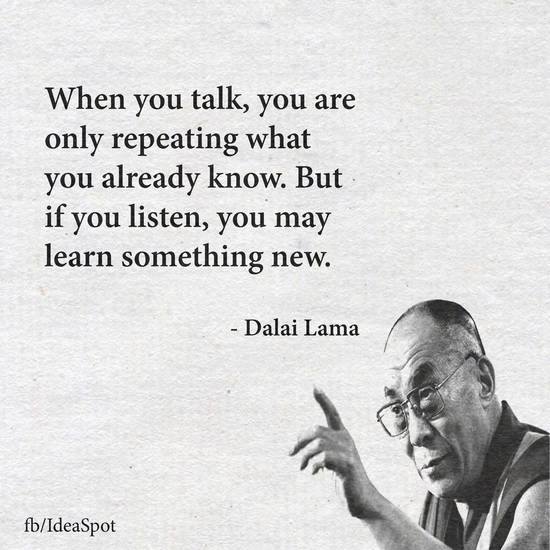 When you talk, you are
only repeating what
you already know. But
if you listen, you may
learn something new.
- Dalai Lama
fb/IdeaSpot